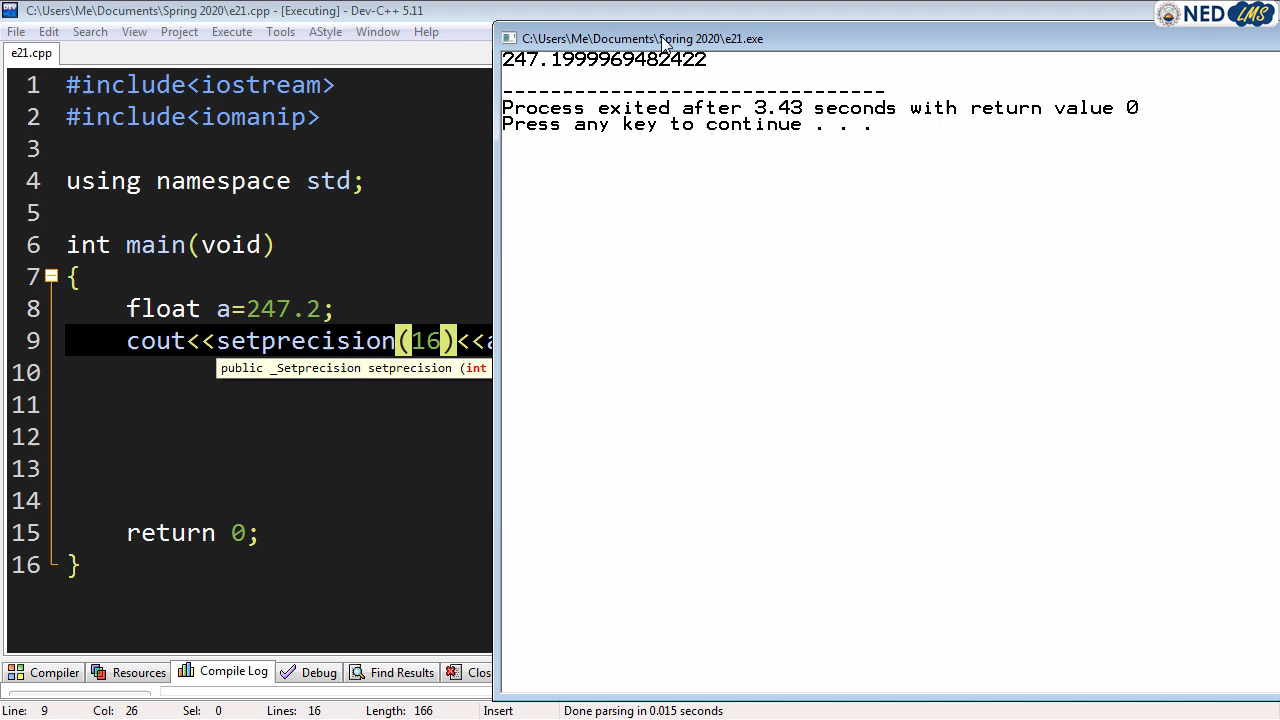 C:\Users\Me\Documents\Spring 2020\e21.cpp - [Executing] - Dev-C++ 5.11
DEV
NED LMS
File Edit Search View Project Execute Tools AStyle Window Help
C:\Users\Me\Documents\Spring 2020\e21.exe
e21.cpp
247.1999969482422
--------------------------------
Process exited after 3.43 seconds with return value 0
Press any key to continue . . .
1 #include<iostream>
2 #include<iomanip>
3
4 using namespace std;
5
6 int main(void)
7 {
8 float a=247.2;
9 cout<<setprecision(16)<<a
public _Setprecision setprecision (int
10
11
12
13
14
15 return 0;
16 }
Compiler Resources Compile Log Debug Find Results Clos
Line: 9 Col: 26 Sel: 0 Lines: 16 Length: 166 Insert Done parsing in 0.015 seconds